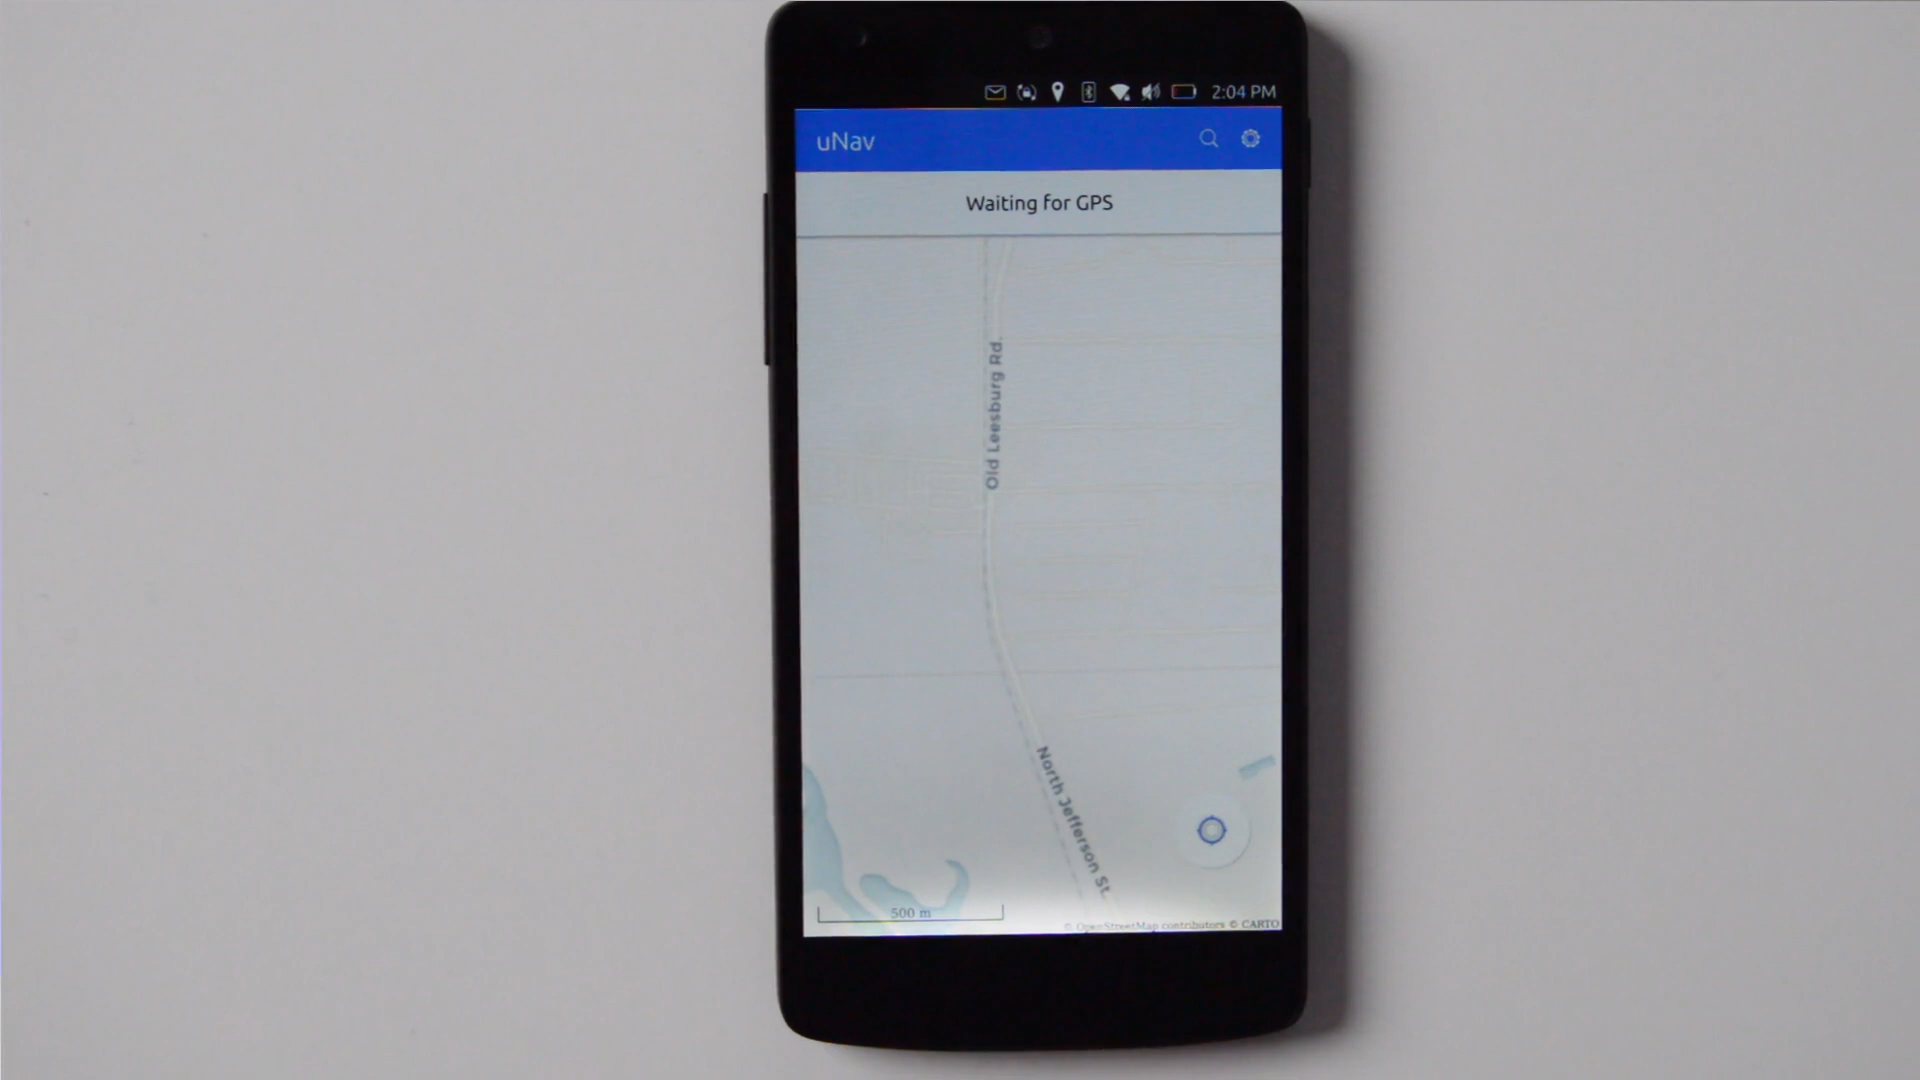 2:04 PM
uNav
Waiting for GPS
Old Leesburg Rd.
North Jefferson St.
500 m
© OpenStreetMap contributors © CARTO